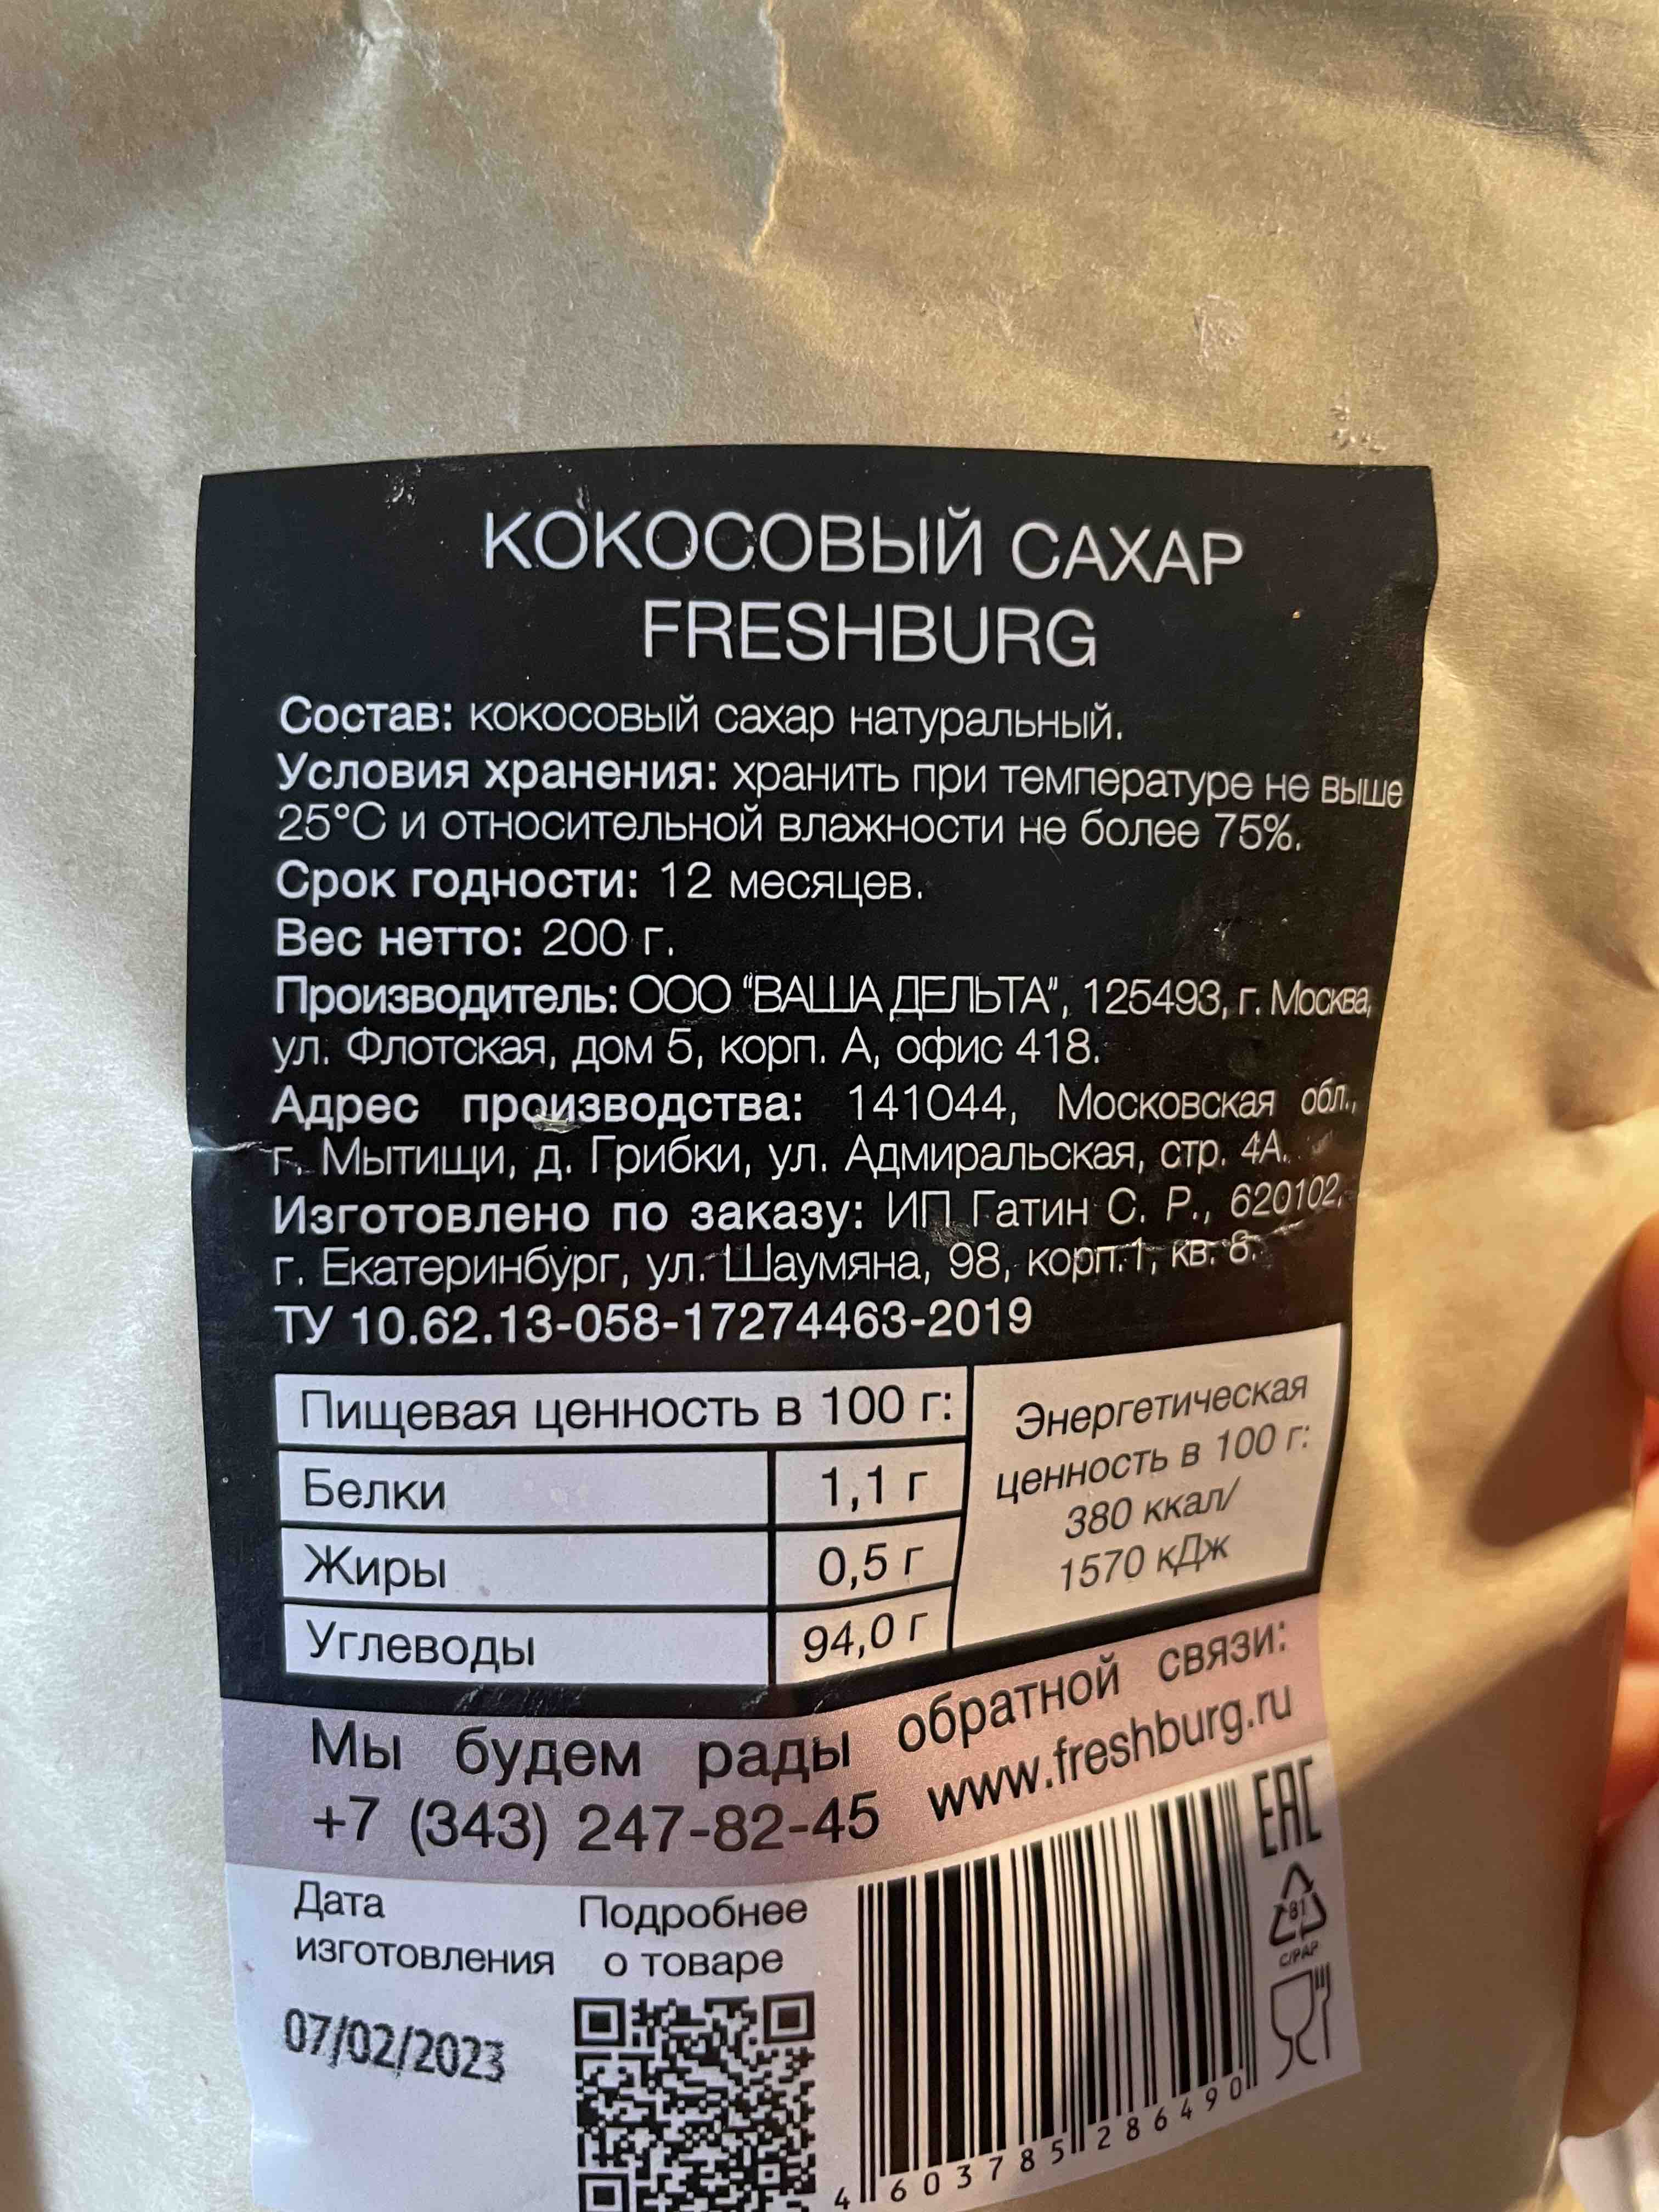 КОКОСОВЫЙ САХАР
FRESHBURG
Состав: кокосовый сахар натуральный.
Условия хранения: хранить при температуре не выше
25°С и относительной влажности не более 75%.
Срок годности: 12 месяцев.
Вес нетто: 200 г.
Производитель: ООО "ВАША ДЕЛЬТА", 125493, г. Москва,
ул. Флотская, дом 5, корп. А, офис 418.
Адрес производства: 141044, Московская обл.,
г. Мытищи, д. Грибки, ул. Адмиральская, стр. 4А.
Изготовлено по заказу: ИП Гатин С. Р., 620102,
г. Екатеринбург, ул. Шаумяна, 98, корп. 1, кв. 8.
ТУ 10.62.13-058-17274463-2019
Пищевая ценность в 100 г:
Белки 1,1 г
Жиры 0,5 г
Углеводы 94,0 г
Энергетическая
ценность в 100 г:
380 ккал/
1570 кДж
Мы будем рады обратной связи:
+7 (343) 247-82-45 www.freshburg.ru
Дата
изготовления
07/02/2023
Подробнее
о товаре
4 603785 286490
EAC
81
C/PAP